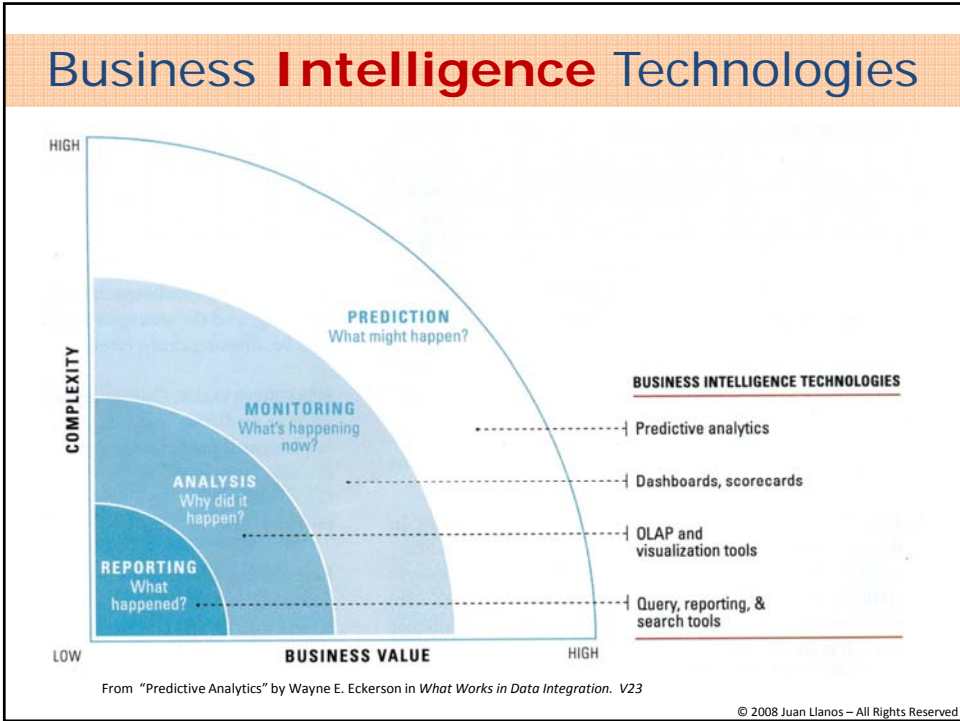 Business Intelligence Technologies
HIGH
COMPLEXITY
PREDICTION
What might happen?
MONITORING
What's happening
now?
ANALYSIS
Why did it
happen?
REPORTING
What
happened?
BUSINESS INTELLIGENCE TECHNOLOGIES
Predictive analytics
Dashboards, scorecards
OLAP and
visualization tools
Query, reporting, &
search tools
LOW
BUSINESS VALUE
HIGH
From “Predictive Analytics” by Wayne E. Eckerson in What Works in Data Integration. V23
© 2008 Juan Llanos – All Rights Reserved